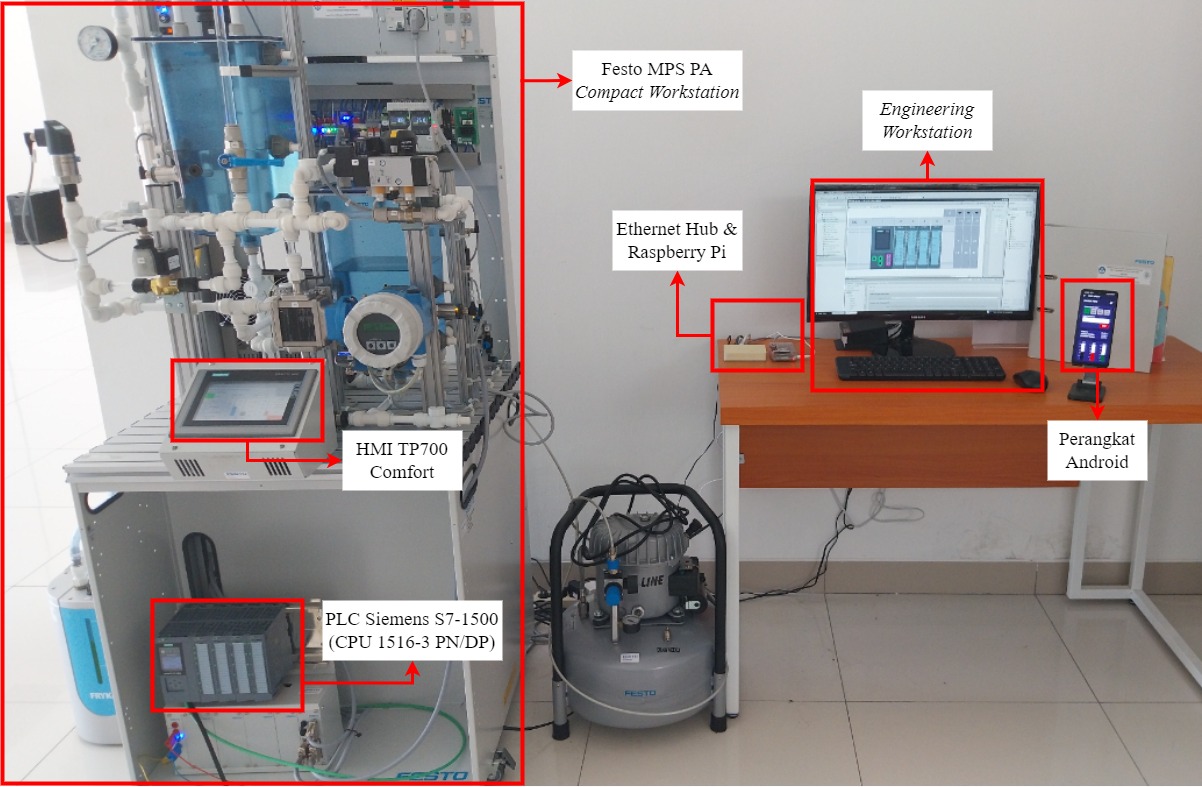 Festo MPS PA
Compact Workstation
Engineering
Workstation
Ethernet Hub &
Raspberry Pi
HMI TP700
Comfort
Perangkat
Android
PLC Siemens S7-1500
(CPU 1516-3 PN/DP)
LINE
FESTO
FESTO
FESTO